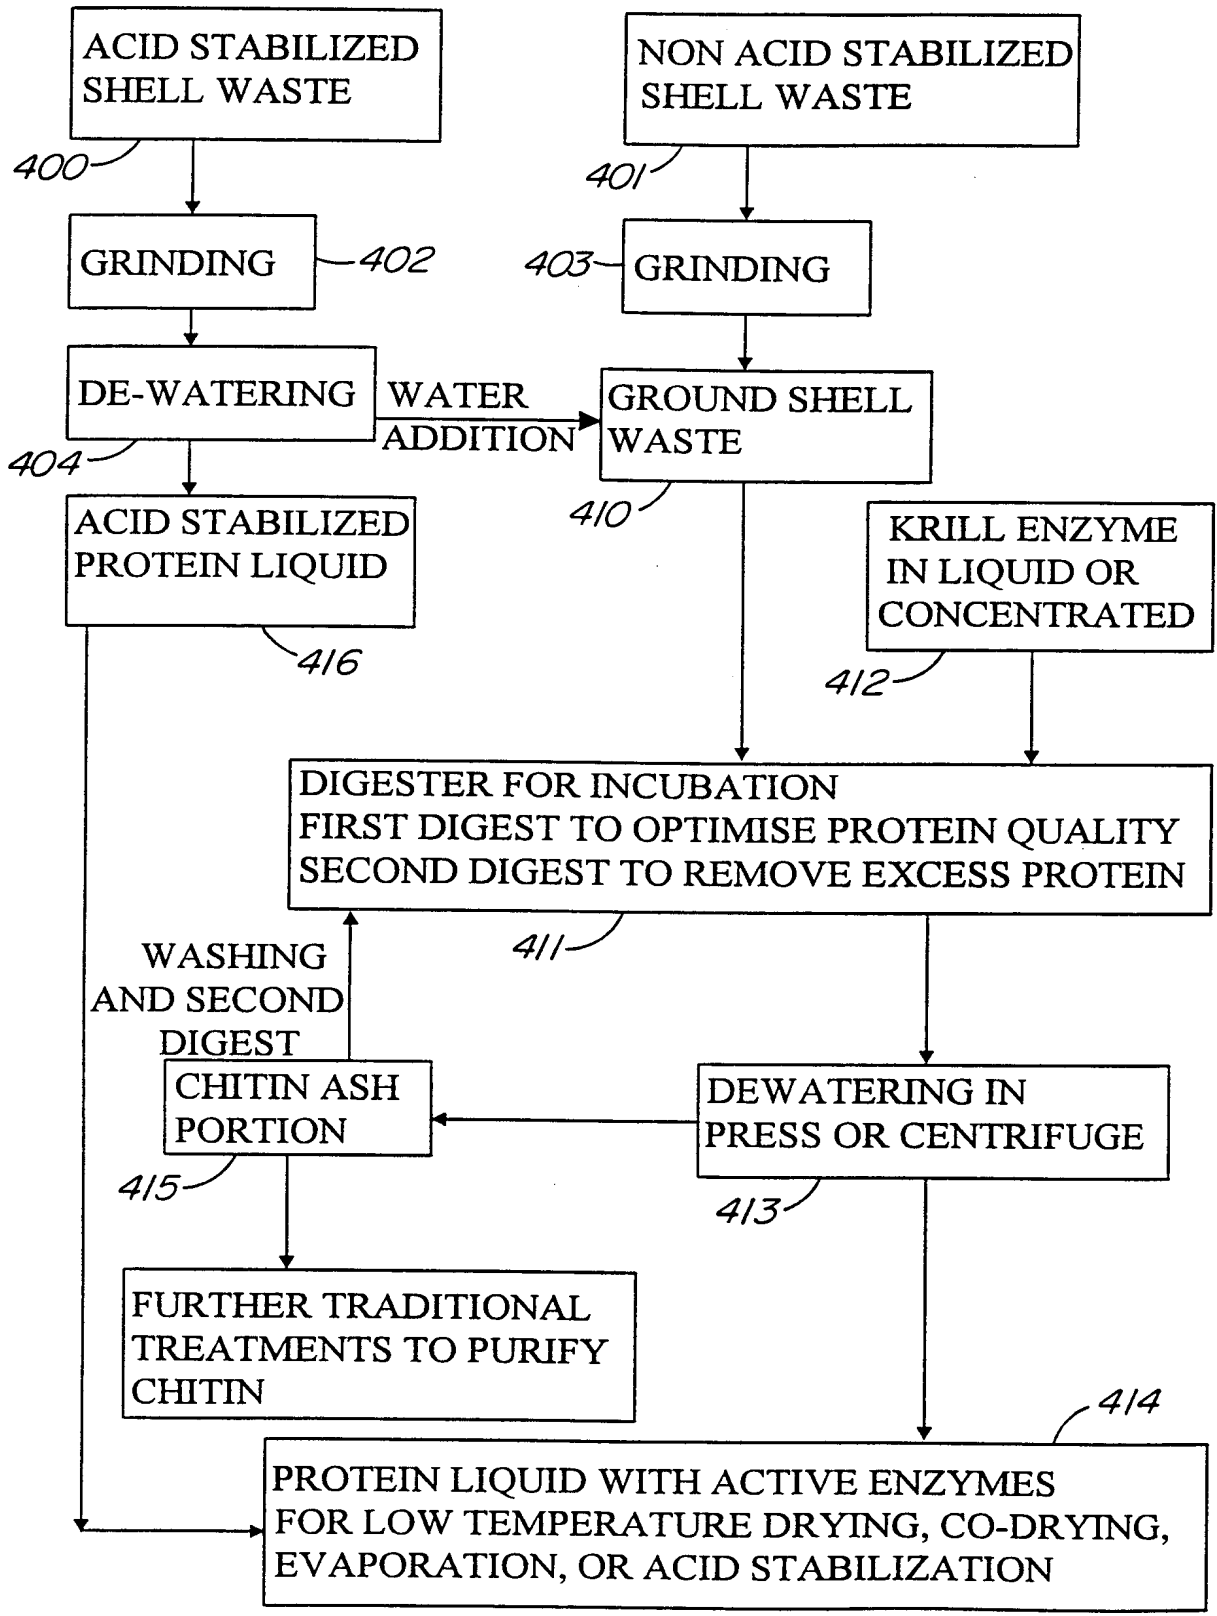 ACID STABILIZED
SHELL WASTE
400
NON ACID STABILIZED
SHELL WASTE
401
GRINDING
402
403
GRINDING
DE-WATERING
404
WATER
ADDITION
GROUND SHELL
WASTE
410
ACID STABILIZED
PROTEIN LIQUID
416
KRILL ENZYME
IN LIQUID OR
CONCENTRATED
412
DIGESTER FOR INCUBATION
FIRST DIGEST TO OPTIMISE PROTEIN QUALITY
SECOND DIGEST TO REMOVE EXCESS PROTEIN
411
WASHING
AND SECOND
DIGEST
CHITIN ASH
PORTION
415
DEWATERING IN
PRESS OR CENTRIFUGE
413
FURTHER TRADITIONAL
TREATMENTS TO PURIFY
CHITIN
414
PROTEIN LIQUID WITH ACTIVE ENZYMES
FOR LOW TEMPERATURE DRYING, CO-DRYING,
EVAPORATION, OR ACID STABILIZATION